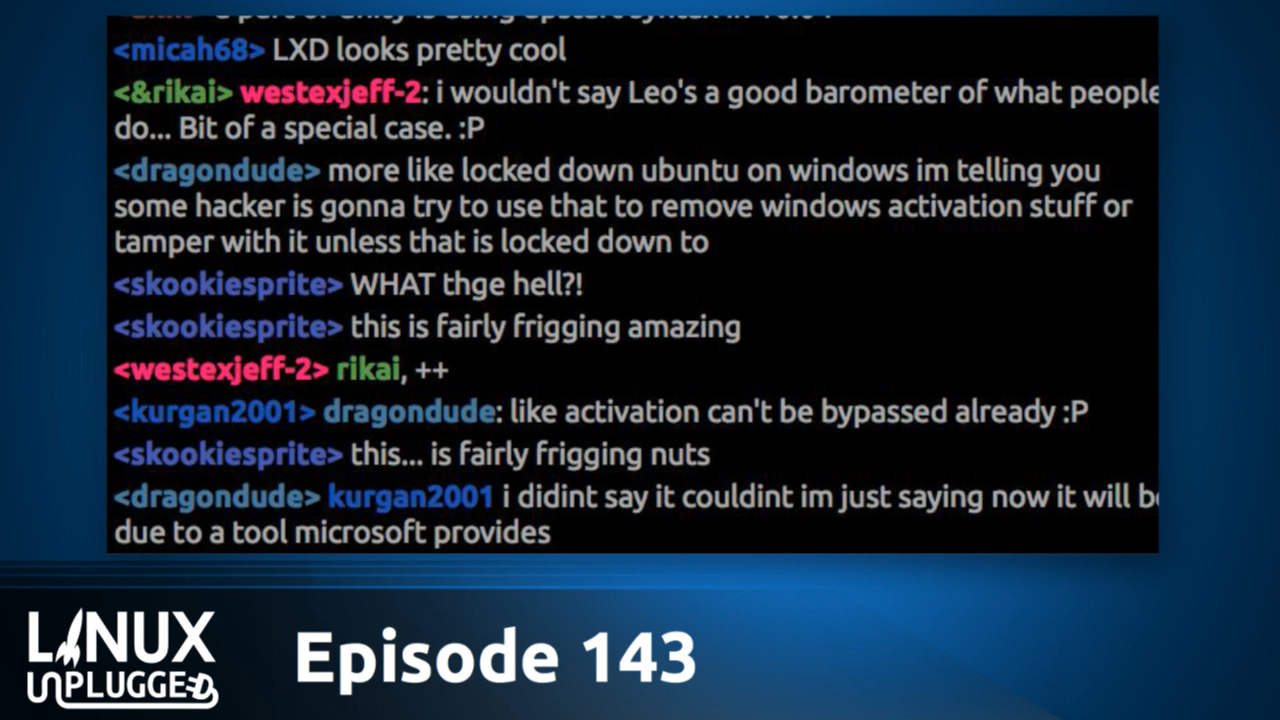 <micah68> LXD looks pretty cool
<&rikai> westexjeff-2: i wouldn't say Leo's a good barometer of what people
do... Bit of a special case. :P
<dragondude> more like locked down ubuntu on windows im telling you
some hacker is gonna try to use that to remove windows activation stuff or
tamper with it unless that is locked down to
<skookiesprite> WHAT thge hell?!
<skookiesprite> this is fairly frigging amazing
<westexjeff-2> rikai, ++
<kurgan2001> dragondude: like activation can't be bypassed already :P
<skookiesprite> this... is fairly frigging nuts
<dragondude> kurgan2001 i didint say it couldint im just saying now it will be
due to a tool microsoft provides
LINUX
UNPLUGGED
Episode 143